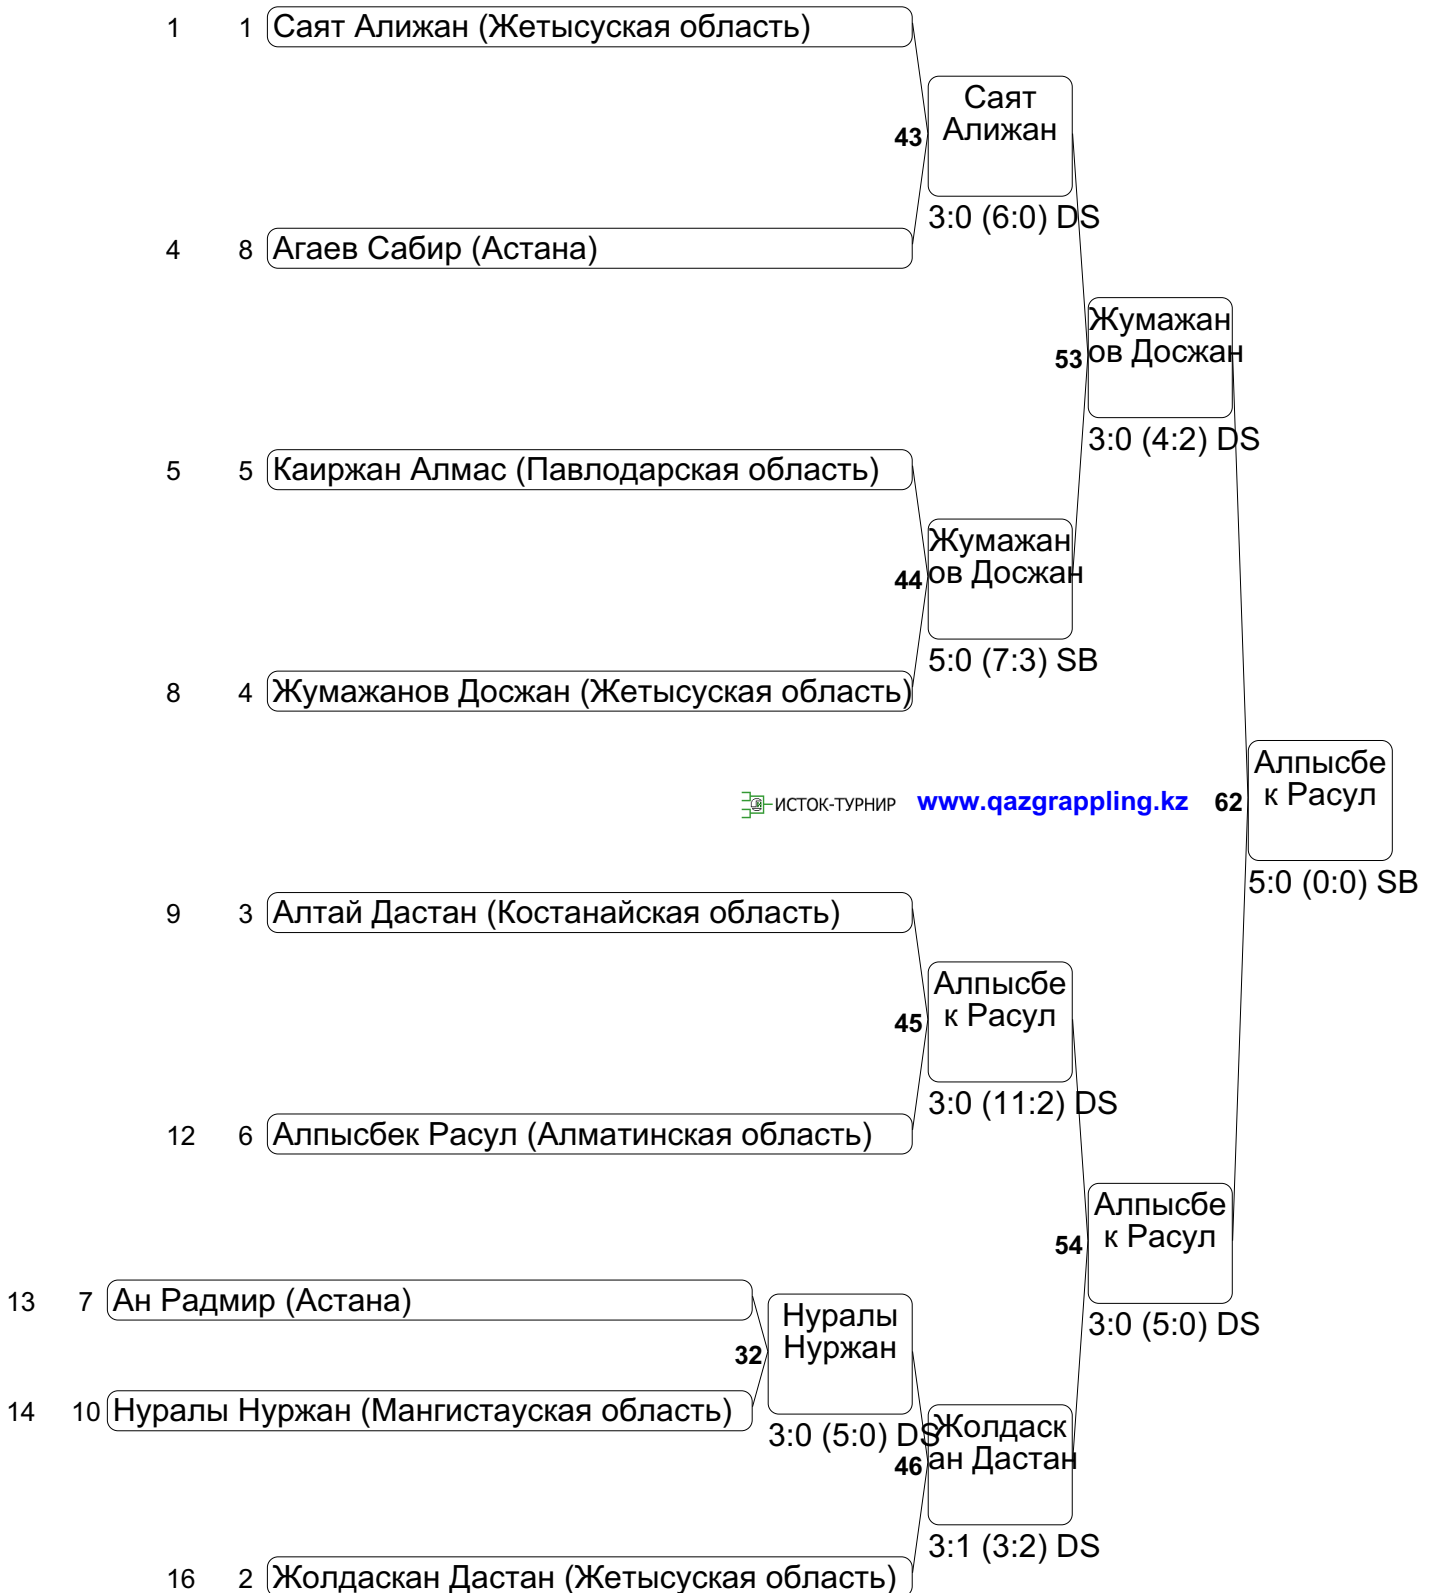 1 1 Саят Алижан (Жетысуская область)
Саят
Алижан
43
3:0 (6:0) DS
4 8 Агаев Сабир (Астана)
Жумажан
ов Досжан
53
3:0 (4:2) DS
5 5 Каиржан Алмас (Павлодарская область)
Жумажан
ов Досжан
44
5:0 (7:3) SB
8 4 Жумажанов Досжан (Жетысуская область)
Алпысбе
к Расул
ИСТОК-ТУРНИР www.qazgrappling.kz 62
5:0 (0:0) SB
9 3 Алтай Дастан (Костанайская область)
Алпысбе
к Расул
45
3:0 (11:2) DS
12 6 Алпысбек Расул (Алматинская область)
Алпысбе
к Расул
54
3:0 (5:0) DS
13 7 Ан Радмир (Астана)
Нуралы
Нуржан
32
3:0 (5:0) DS
14 10 Нуралы Нуржан (Мангистауская область)
Жолдаск
ан Дастан
46
3:1 (3:2) DS
16 2 Жолдаскан Дастан (Жетысуская область)